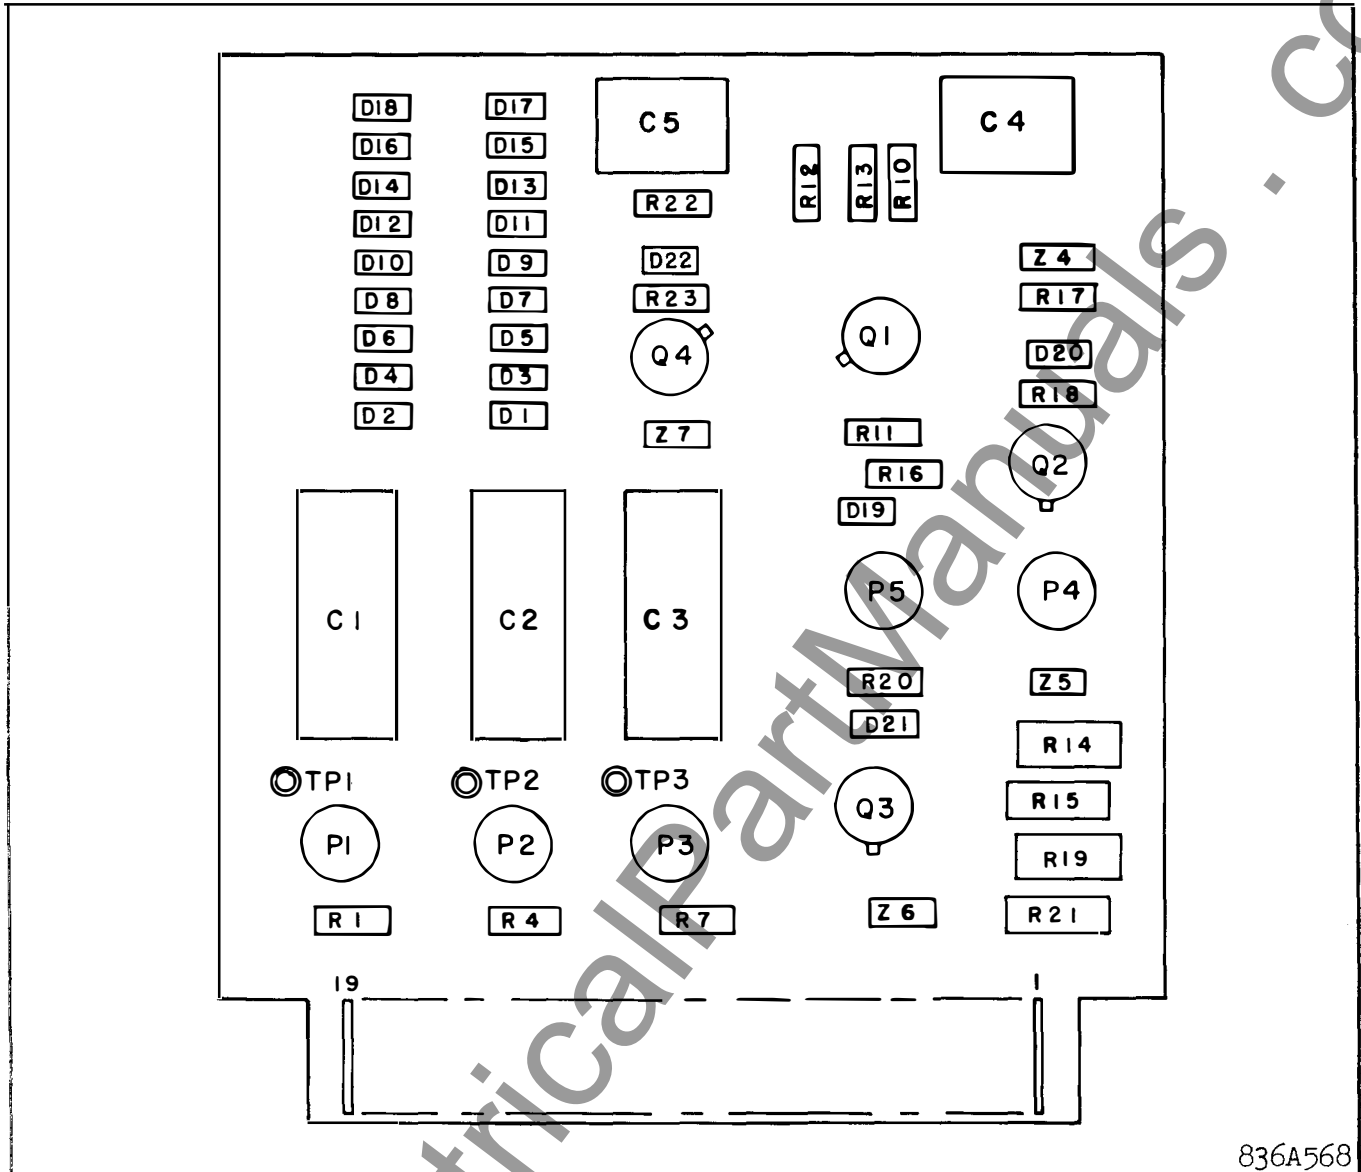 D18 D17 C5 C4
D16 D15
R12 R13 R10
D14 D13
R22
D12 D11
D10 D9 D22 Z4
D8 D7 R23 R17
D6 D5 Q4 Q1 D20
D4 D3 R18
D2 D1 Z7 R11
R16 Q2
D19
C1 C2 C3 P5 P4
R20 Z5
D21 R14
TP1 TP2 TP3 R15
Q3
P1 P2 P3 R19
R1 R4 R7 Z6 R21
19 1
836A568
tricalPartManuals . co